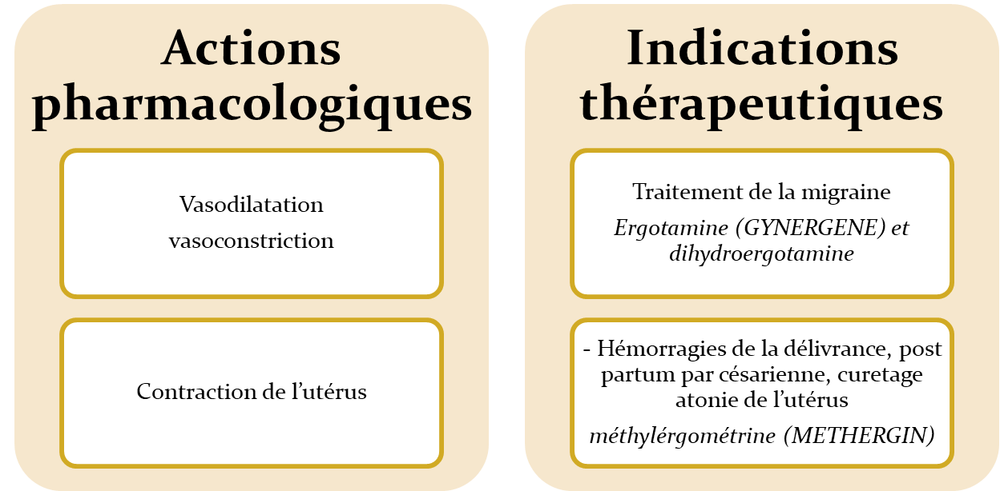 Actions
pharmacologiques
Vasodilatation
vasoconstriction
Contraction de l’utérus
Indications
thérapeutiques
Traitement de la migraine
Ergotamine (GYNERGENE) et
dihydroergotamine
- Hémorragies de la délivrance, post
partum par césarienne, curetage
atonie de l’utérus
méthylérgométrine (METHERGIN)